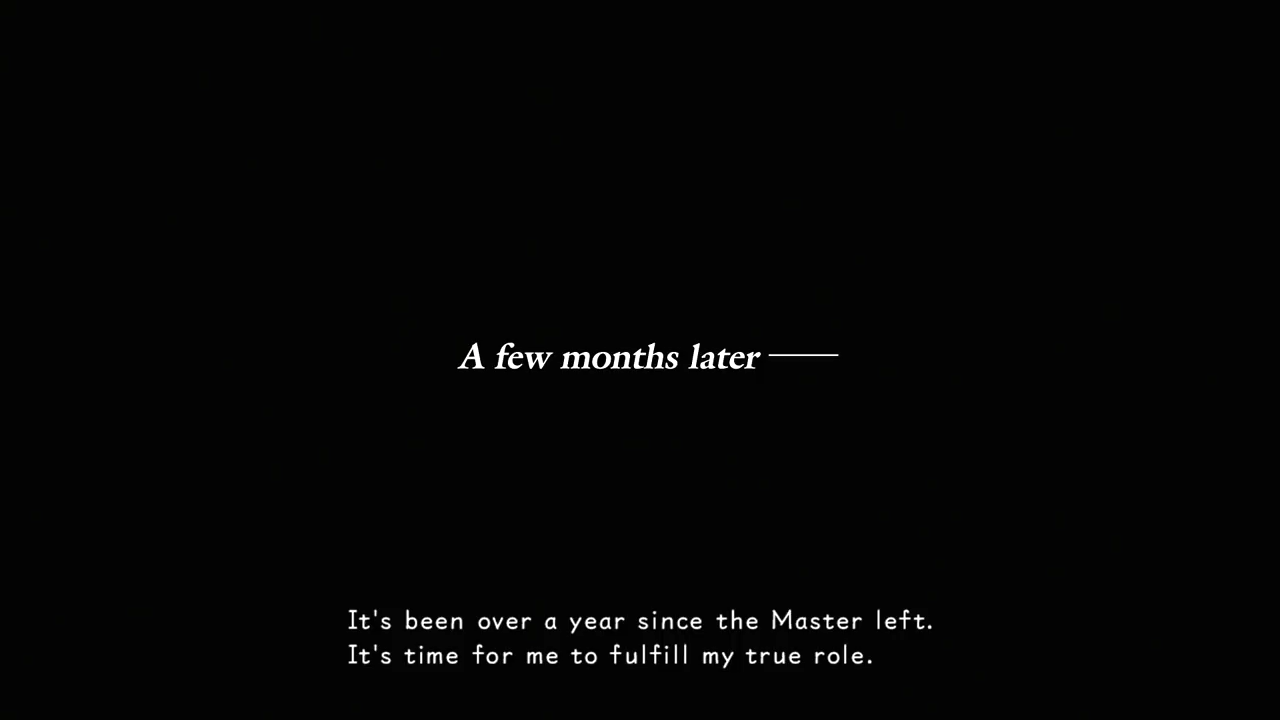 A few months later——
It's been over a year since the Master left.
It's time for me to fulfill my true role.